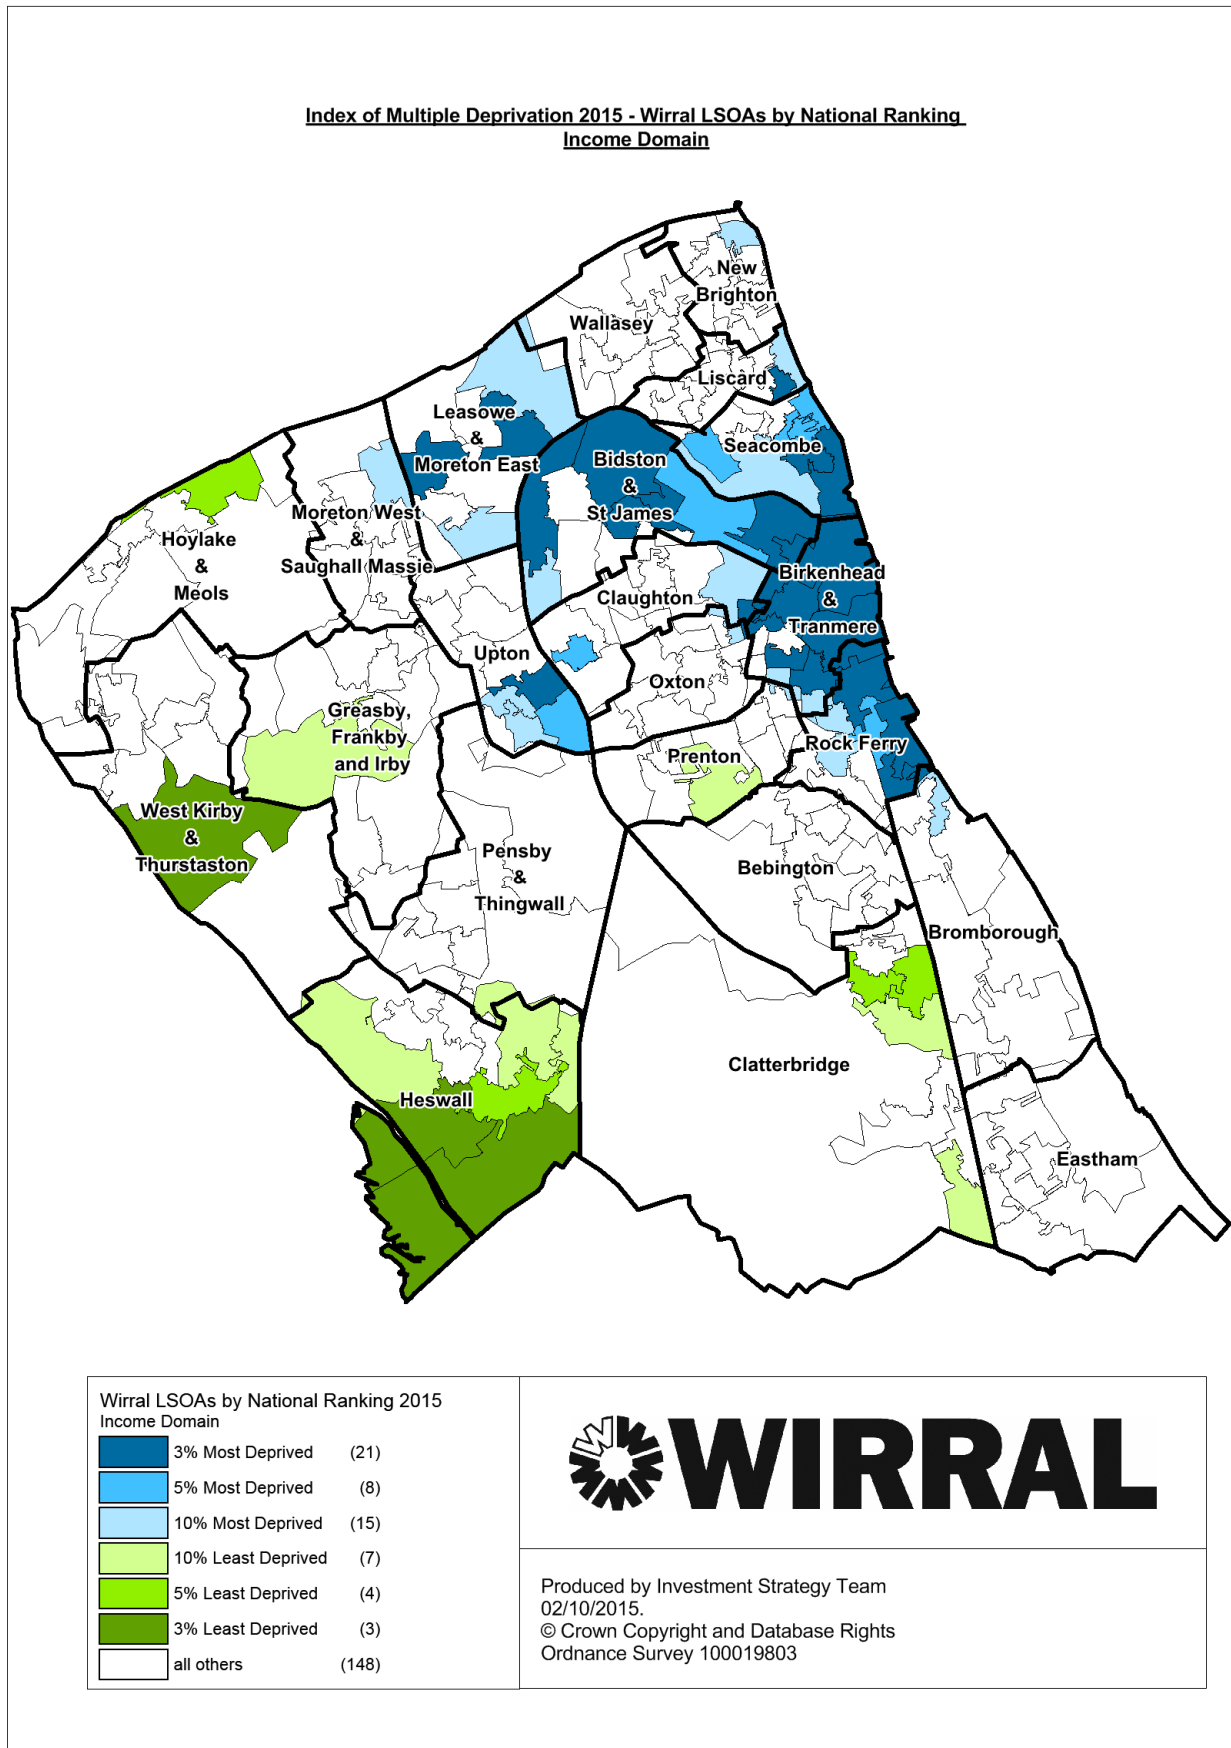 Index of Multiple Deprivation 2015 - Wirral LSOAs by National Ranking
Income Domain
New
Brighton
Wallasey
Liscard
Leasowe
&
Moreton East
Seacombe
Bidston
&
St James
Moreton West
&
Saughall Massie
Hoylake
&
Meols
Birkenhead
&
Tranmere
Claughton
Upton
Oxton
Greasby,
Frankby
and Irby
Prenton
Rock Ferry
West Kirby
&
Thurstaston
Pensby
&
Thingwall
Bebington
Bromborough
Clatterbridge
Heswall
Eastham
Wirral LSOAs by National Ranking 2015
Income Domain
3% Most Deprived (21)
5% Most Deprived (8)
10% Most Deprived (15)
10% Least Deprived (7)
5% Least Deprived (4)
3% Least Deprived (3)
all others (148)
WIRRAL
Produced by Investment Strategy Team
02/10/2015.
© Crown Copyright and Database Rights
Ordnance Survey 100019803